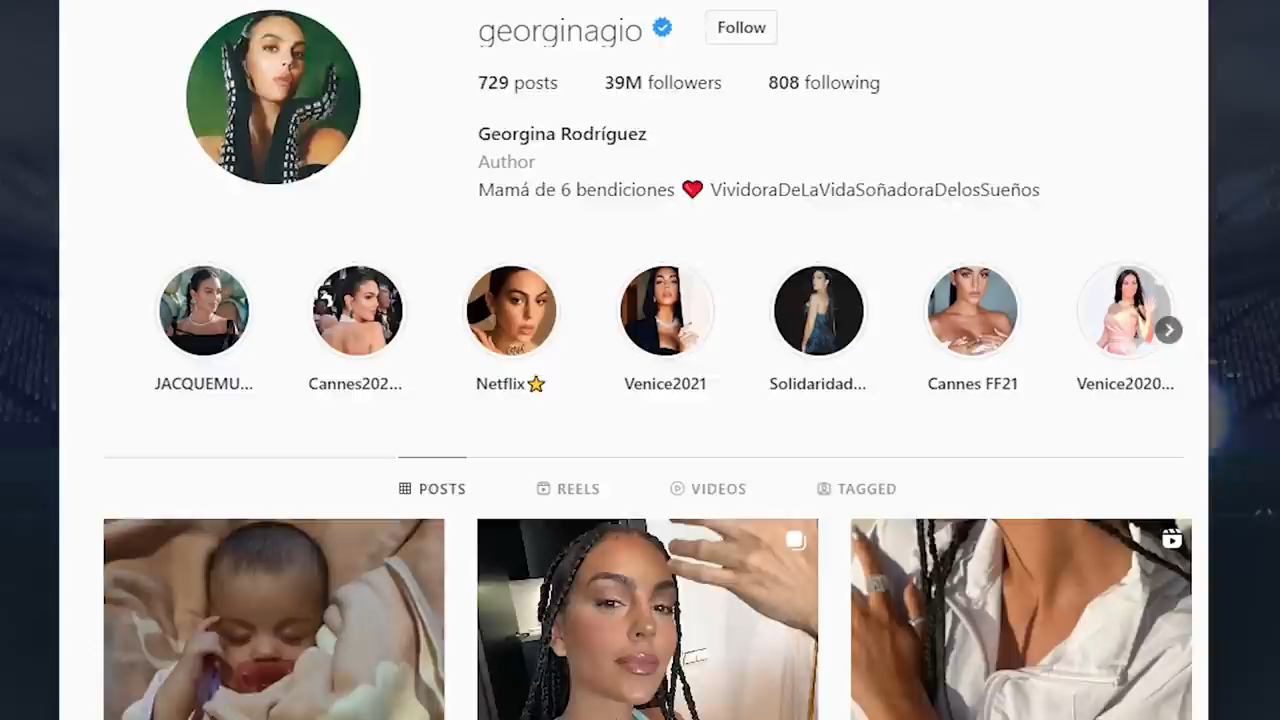 georginagio Follow
729 posts 39M followers 808 following
Georgina Rodríguez
Author
Mamá de 6 bendiciones ❤️ VividoraDeLaVidaSoñadoraDelosSueños
JACQUEMU... Cannes202... Netflix⭐ Venice2021 Solidaridad... Cannes FF21 Venice2020...
POSTS REELS VIDEOS TAGGED